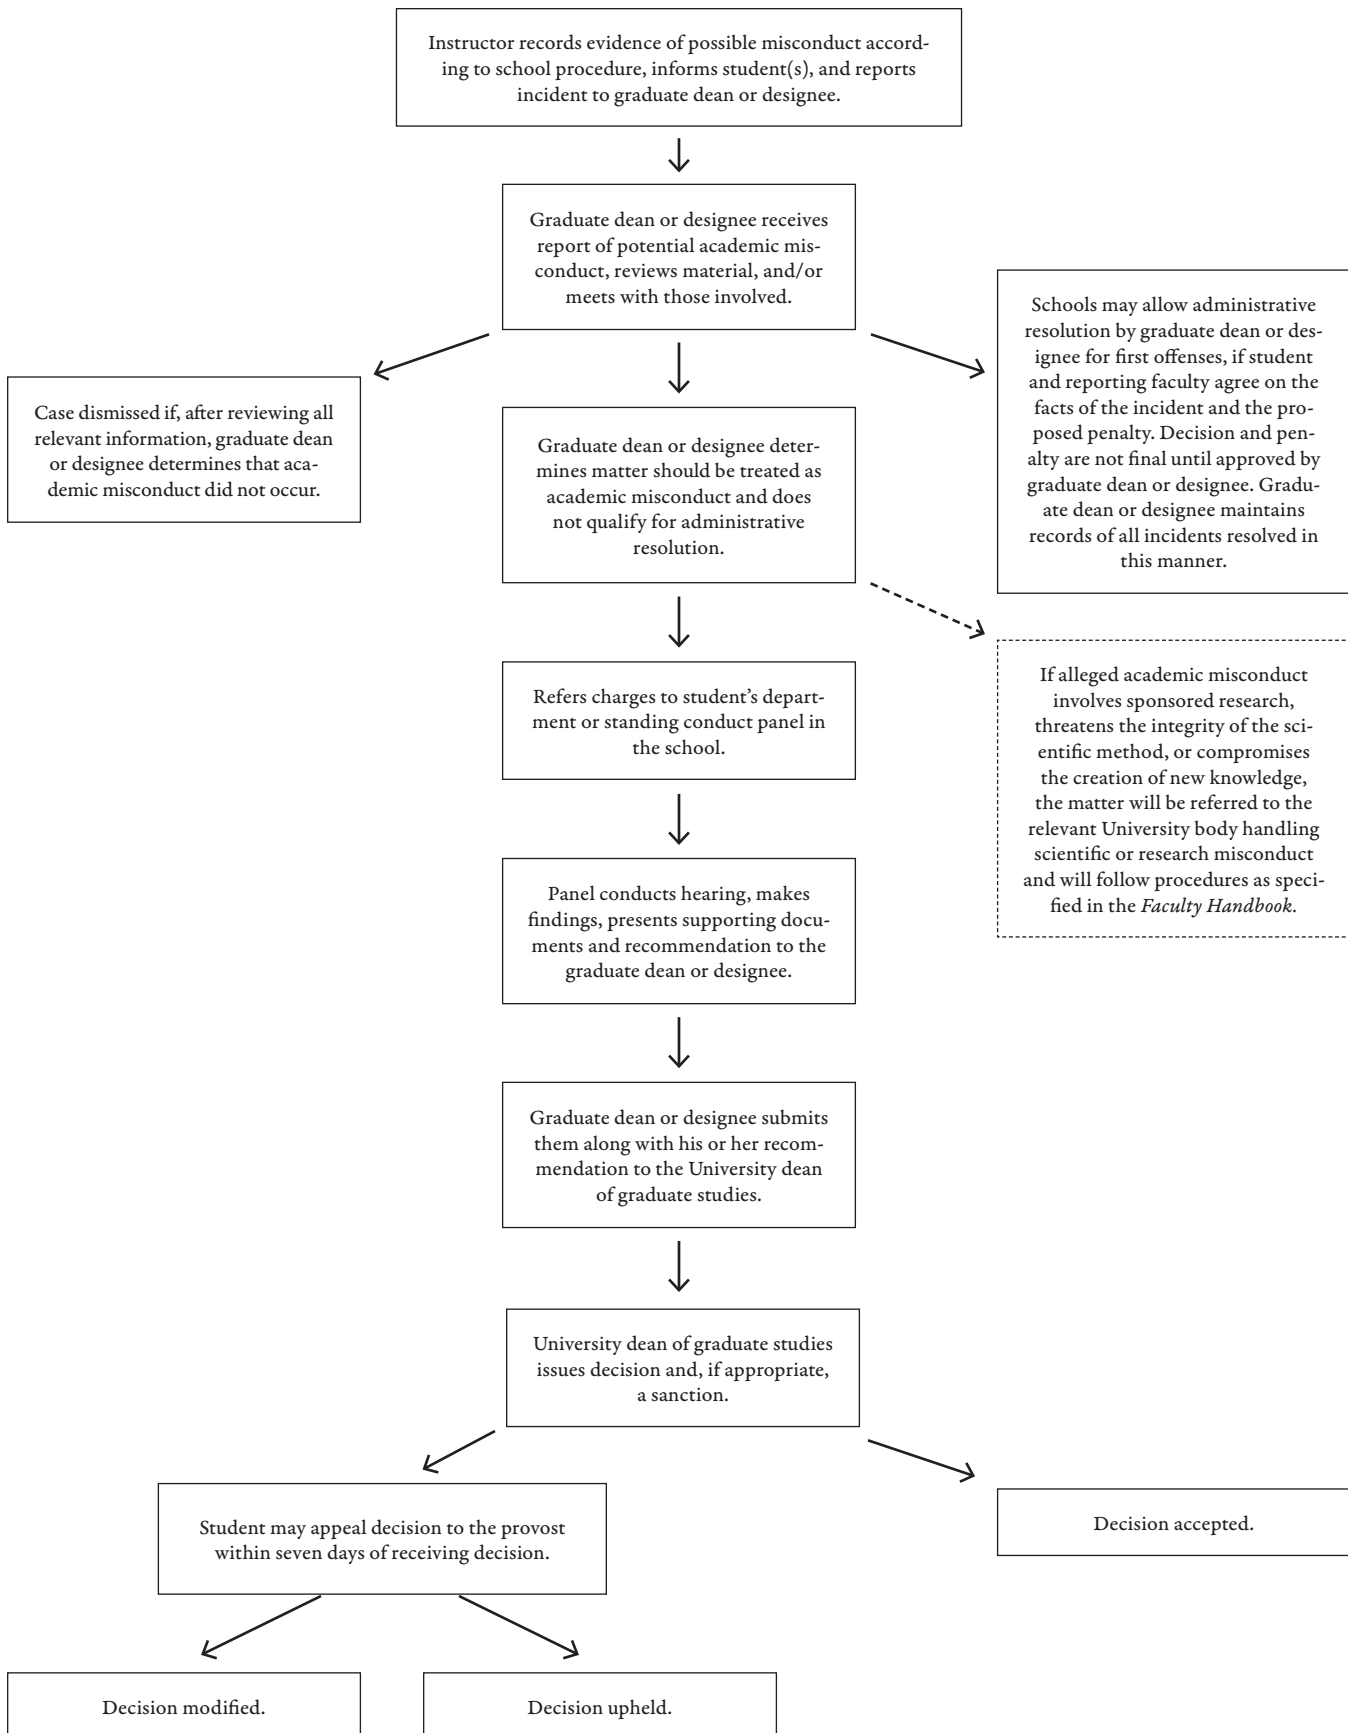 Instructor records evidence of possible misconduct accord-
ing to school procedure, informs student(s), and reports
incident to graduate dean or designee.
Graduate dean or designee receives
report of potential academic mis-
conduct, reviews material, and/or
meets with those involved.
Schools may allow administrative
resolution by graduate dean or des-
ignee for first offenses, if student
and reporting faculty agree on the
facts of the incident and the pro-
posed penalty. Decision and pen-
alty are not final until approved by
graduate dean or designee. Gradu-
ate dean or designee maintains
records of all incidents resolved in
this manner.
Case dismissed if, after reviewing all
relevant information, graduate dean
or designee determines that aca-
demic misconduct did not occur.
Graduate dean or designee deter-
mines matter should be treated as
academic misconduct and does
not qualify for administrative
resolution.
Refers charges to student’s depart-
ment or standing conduct panel in
the school.
If alleged academic misconduct
involves sponsored research,
threatens the integrity of the sci-
entific method, or compromises
the creation of new knowledge,
the matter will be referred to the
relevant University body handling
scientific or research misconduct
and will follow procedures as speci-
fied in the Faculty Handbook.
Panel conducts hearing, makes
findings, presents supporting docu-
ments and recommendation to the
graduate dean or designee.
Graduate dean or designee submits
them along with his or her recom-
mendation to the University dean
of graduate studies.
University dean of graduate studies
issues decision and, if appropriate,
a sanction.
Student may appeal decision to the provost
within seven days of receiving decision.
Decision accepted.
Decision modified.
Decision upheld.